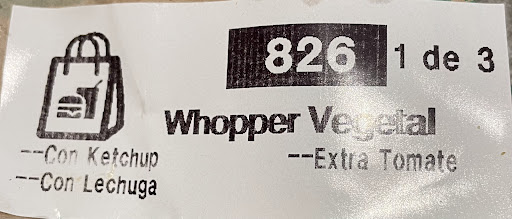 826 1 de 3
Whopper Vegetal
--Con Ketchup --Extra Tomate
--Con Lechuga